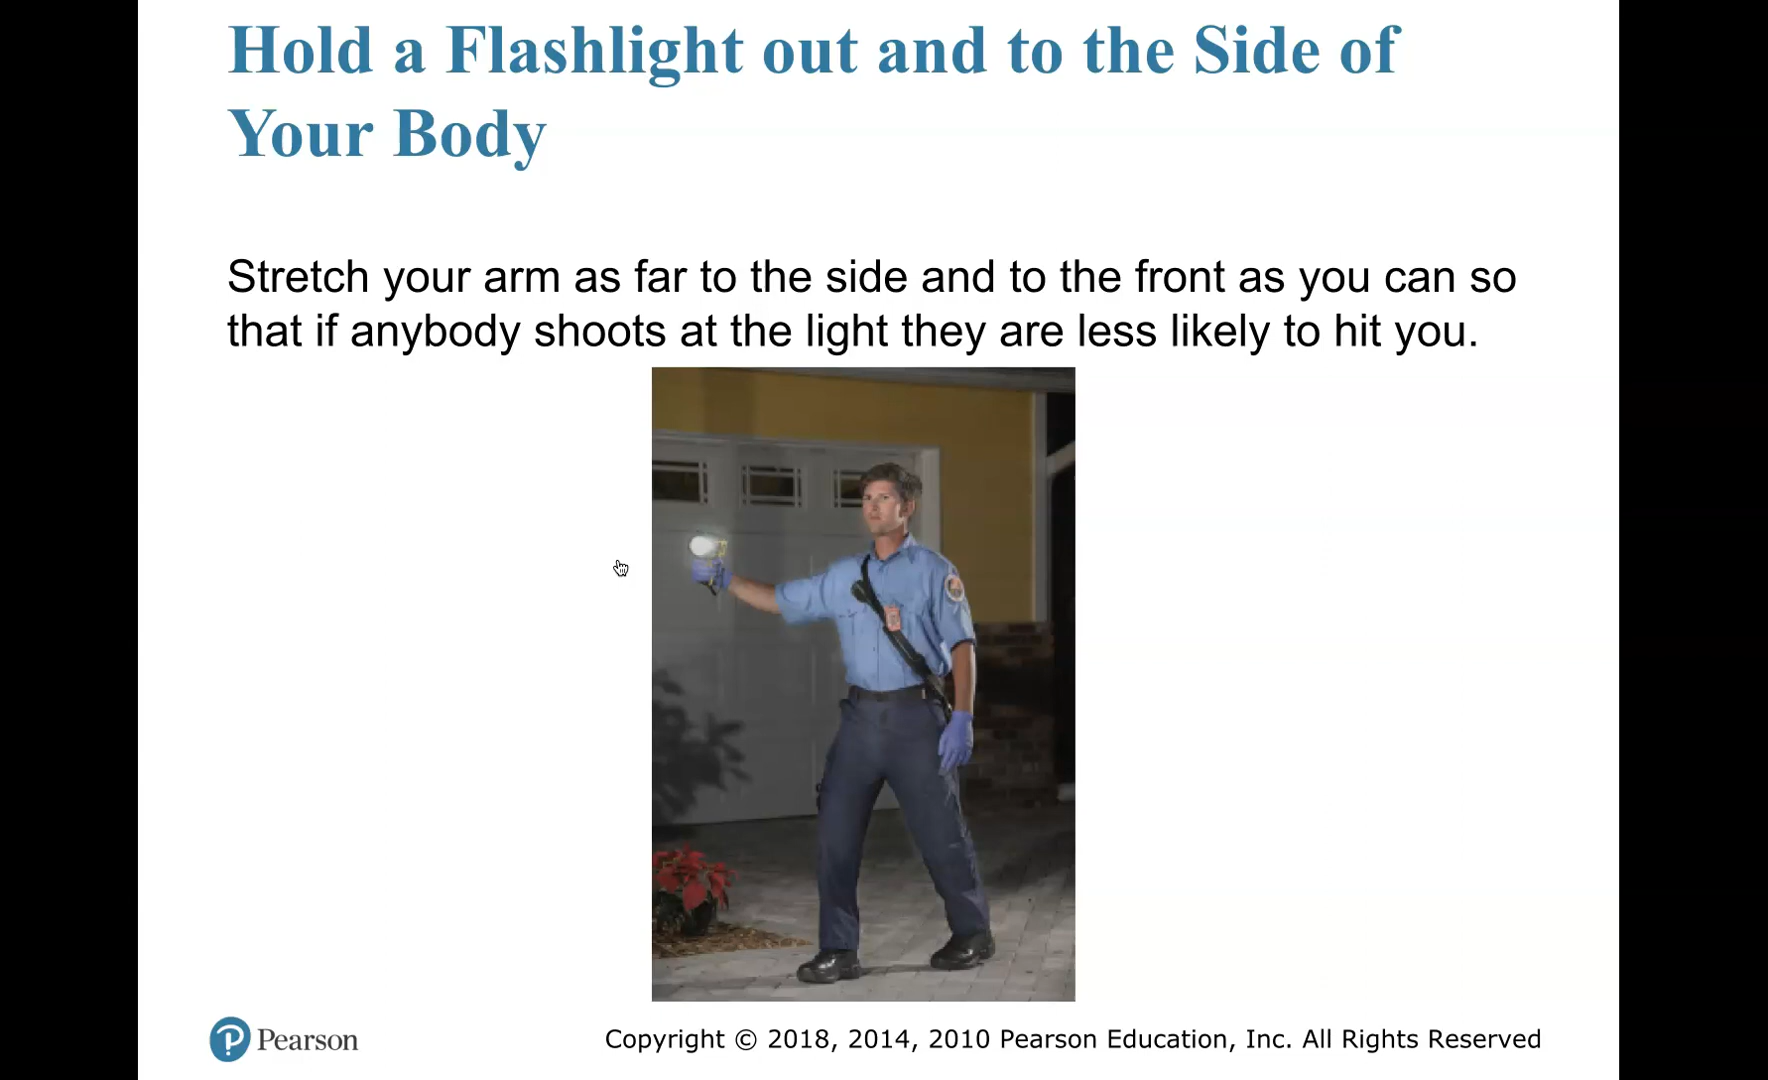 Hold a Flashlight out and to the Side of
Your Body
Stretch your arm as far to the side and to the front as you can so
that if anybody shoots at the light they are less likely to hit you.
Pearson
Copyright © 2018, 2014, 2010 Pearson Education, Inc. All Rights Reserved